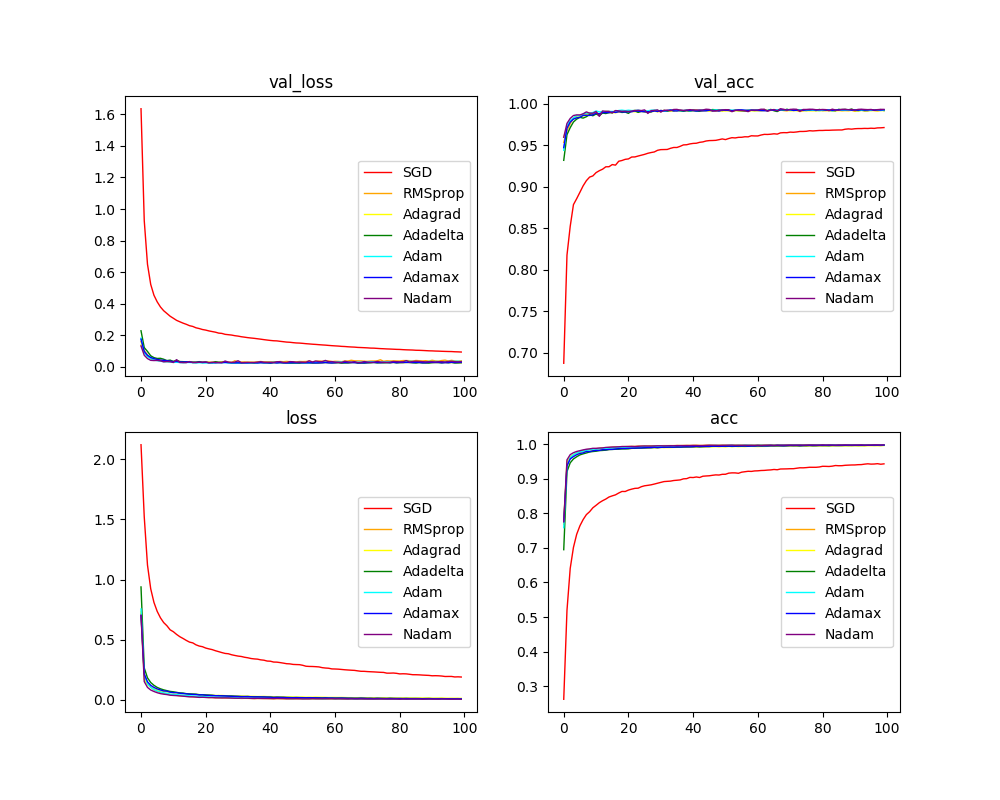 val_loss
1.6
1.4
1.2
1.0
0.8
0.6
0.4
0.2
0.0
0 20 40 60 80 100
SGD
RMSprop
Adagrad
Adadelta
Adam
Adamax
Nadam
val_acc
1.00
0.95
0.90
0.85
0.80
0.75
0.70
0 20 40 60 80 100
SGD
RMSprop
Adagrad
Adadelta
Adam
Adamax
Nadam
loss
2.0
1.5
1.0
0.5
0.0
0 20 40 60 80 100
SGD
RMSprop
Adagrad
Adadelta
Adam
Adamax
Nadam
acc
1.0
0.9
0.8
0.7
0.6
0.5
0.4
0.3
0 20 40 60 80 100
SGD
RMSprop
Adagrad
Adadelta
Adam
Adamax
Nadam